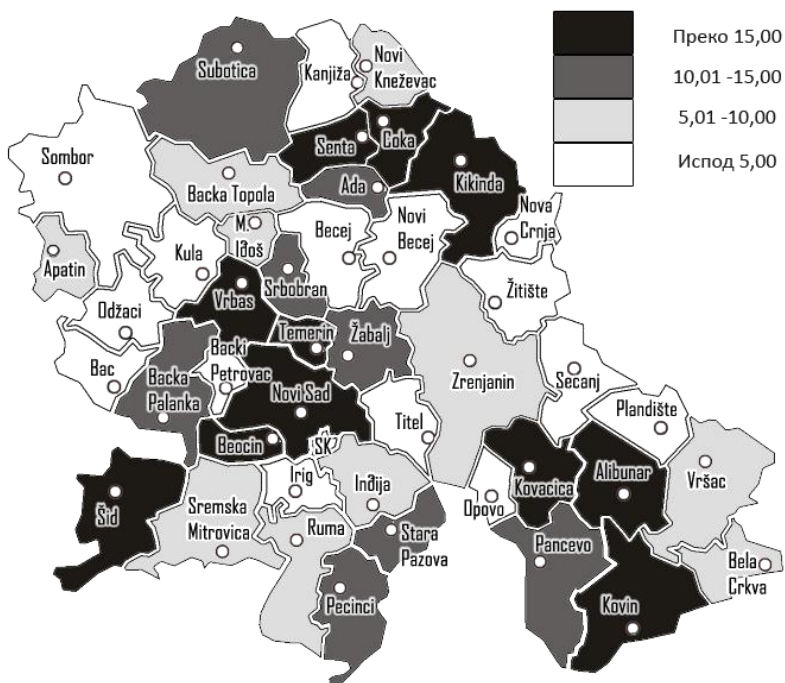 Преко 15,00
10,01 -15,00
5,01 -10,00
Испод 5,00
Subotica
Kanjiža
Novi
Kneževac
Senta
Coka
Sombor
Backa Topola
Ada
Kikinda
Nova
Crnja
M.
Iđoš
Becej
Novi
Becej
Apatin
Kula
Srbobran
Vrbas
Žitište
Odžaci
Temerin
Žabalj
Bac
Backa
Palanka
Backi
Petrovac
Novi Sad
Zrenjanin
Secanj
Titel
Plandište
Beocin
SK
Irig
Inđija
Kovacica
Alibunar
Vršac
Šid
Sremska
Mitrovica
Ruma
Opovo
Stara
Pazova
Pancevo
Bela
Crkva
Pecinci
Kovin